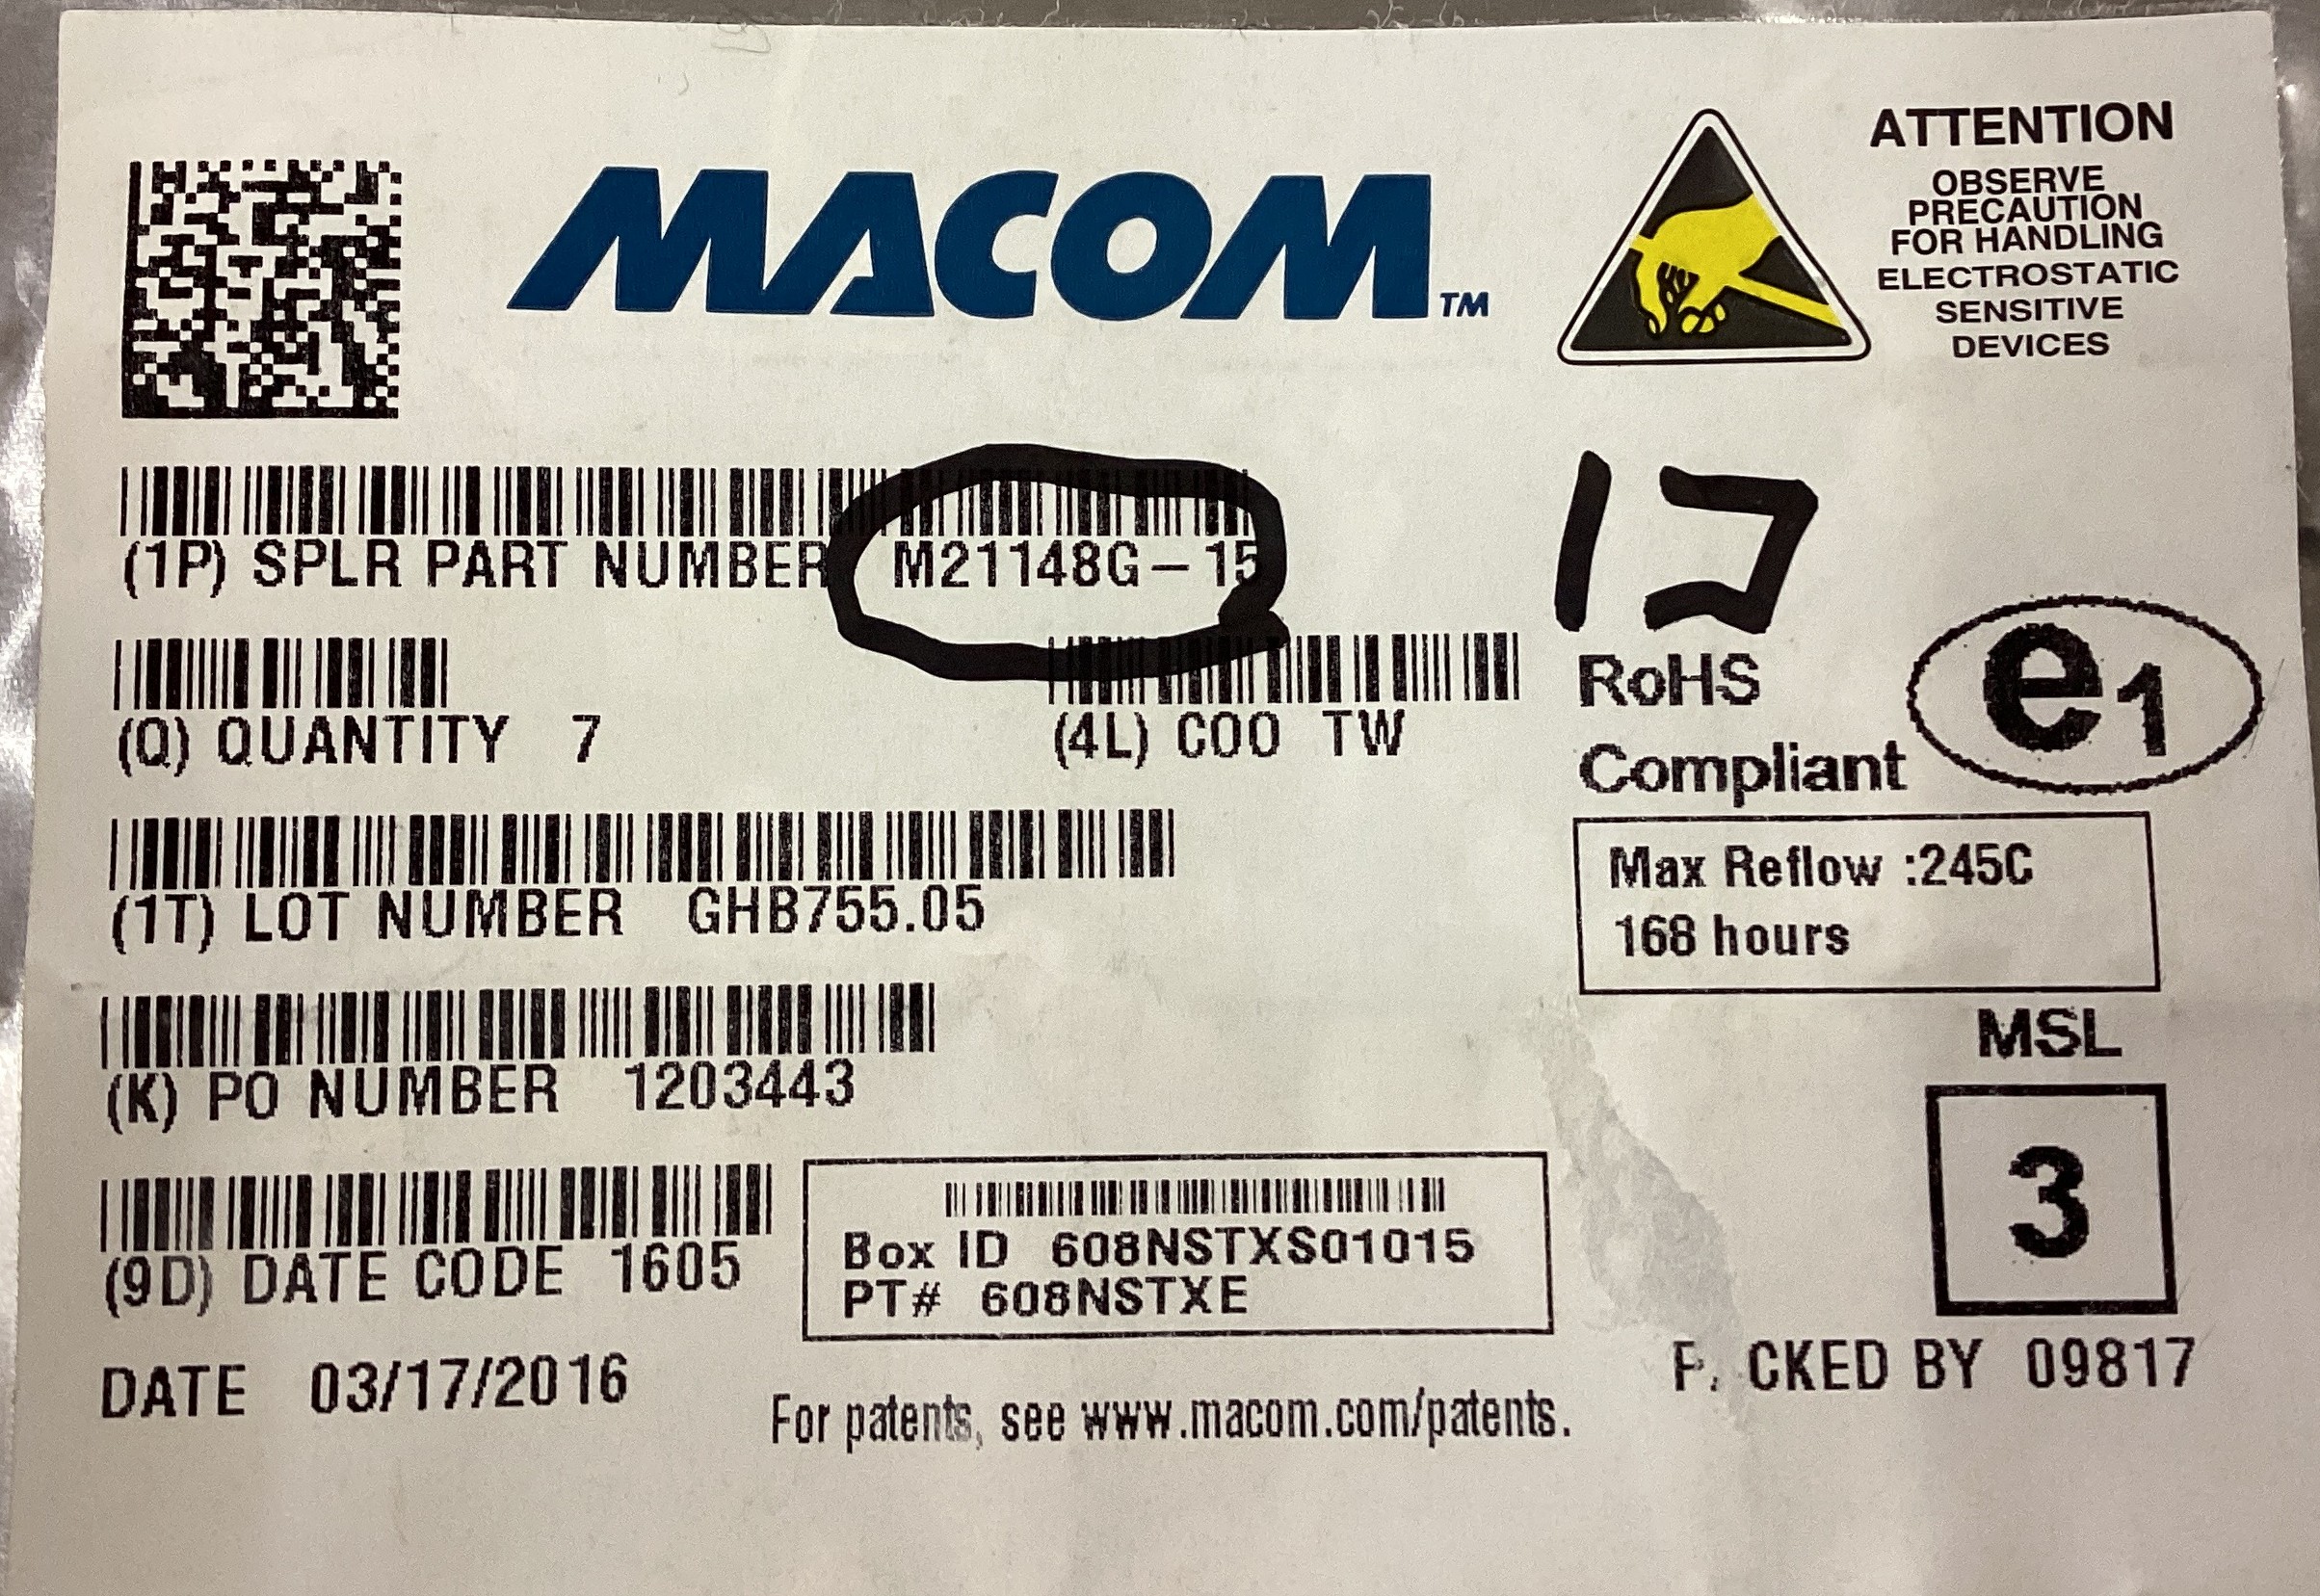 MACOM™
ATTENTION
OBSERVE
PRECAUTION
FOR HANDLING
ELECTROSTATIC
SENSITIVE
DEVICES
(1P) SPLR PART NUMBER M21148G-15
(Q) QUANTITY 7
(4L) COO TW
RoHS
Compliant
e1
(1T) LOT NUMBER GHB755.05
Max Reflow :245C
168 hours
(K) PO NUMBER 1203443
MSL
3
(9D) DATE CODE 1605
Box ID 608NSTXS01015
PT# 608NSTXE
DATE 03/17/2016
For patents, see www.macom.com/patents.
CKED BY 09817